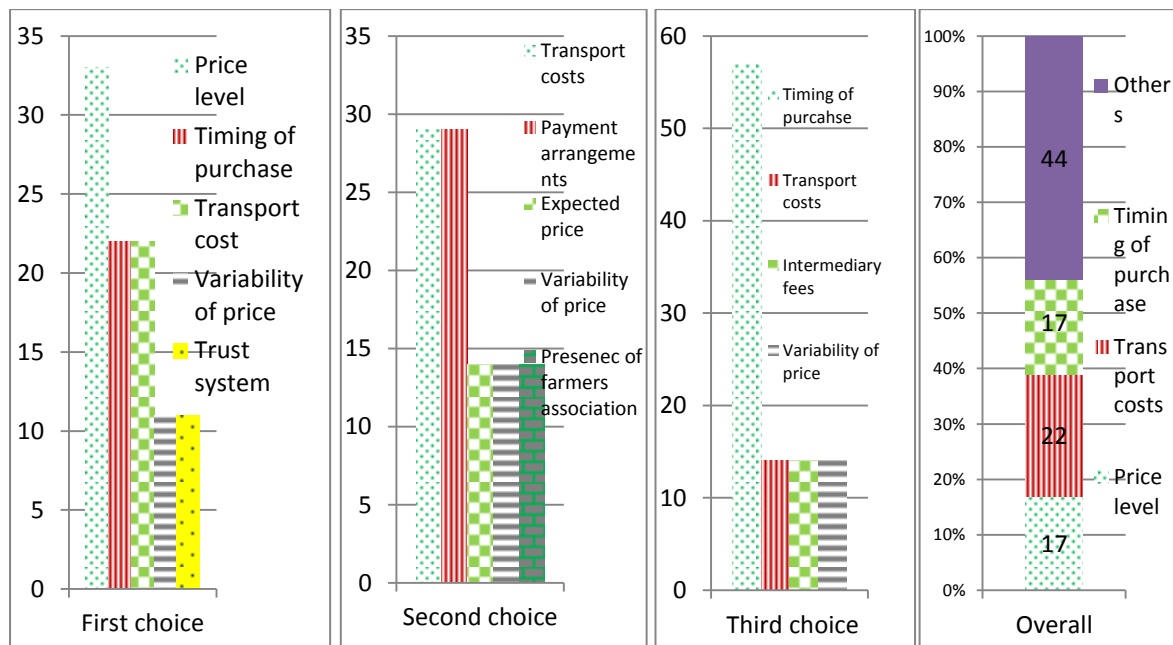 35
30
25
20
15
10
5
0
Price
level
Timing of
purchase
Transport
cost
Variability
of price
Trust
system
First choice
35
30
25
20
15
10
5
0
Transport
costs
Payment
arrangeme
nts
Expected
price
Variability
of price
Presenec of
farmers
association
Second choice
60
50
40
30
20
10
0
Timing of
purcahse
Transport
costs
Intermediary
fees
Variability of
price
Third choice
100%
90%
80%
70%
60%
50%
40%
30%
20%
10%
0%
44
17
22
17
Other
s
Timin
g of
purch
ase
Trans
port
costs
Price
level
Overall